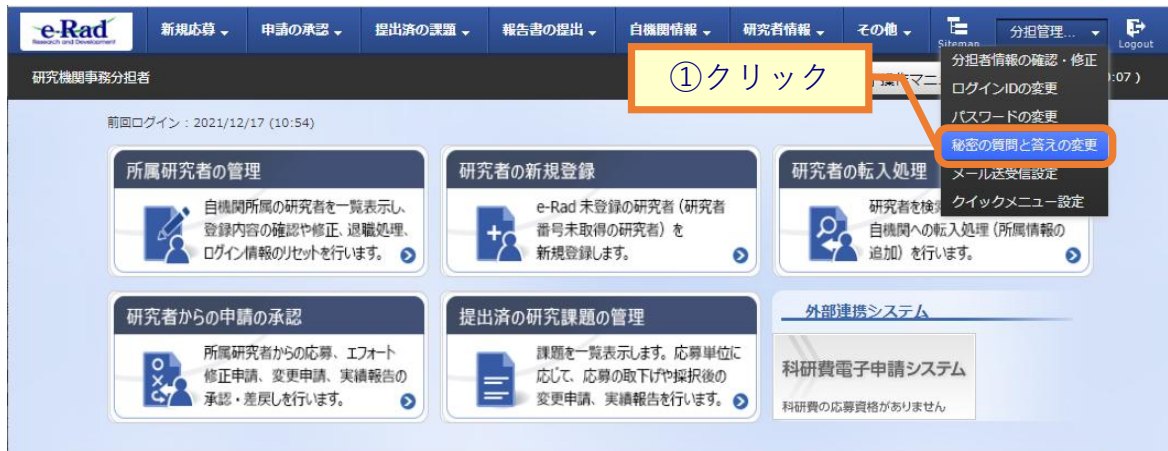 e-Rad
Research and Development
新規応募
申請の承認
提出済の課題
報告書の提出
自機関情報
研究者情報
その他
Sitemap
分担管理...
Logout
研究機関事務分担者
①クリック
操作マニ
:07 )
分担者情報の確認・修正
ログインIDの変更
パスワードの変更
秘密の質問と答えの変更
メール送受信設定
クイックメニュー設定
前回ログイン : 2021/12/17 (10:54)
所属研究者の管理
自機関所属の研究者を一覧表示し、
登録内容の確認や修正、退職処理、
ログイン情報のリセットを行います。
研究者の新規登録
e-Rad 未登録の研究者 (研究者
番号未取得の研究者) を
新規登録します。
研究者の転入処理
研究者を検
自機関への転入処理 (所属情報の
追加) を行います。
研究者からの申請の承認
所属研究者からの応募、エフォート
修正申請、変更申請、実績報告の
承認・差戻しを行います。
提出済の研究課題の管理
課題を一覧表示します。応募単位に
応じて、応募の取下げや採択後の
変更申請、実績報告を行います。
外部連携システム
科研費電子申請システム
科研費の応募資格がありません